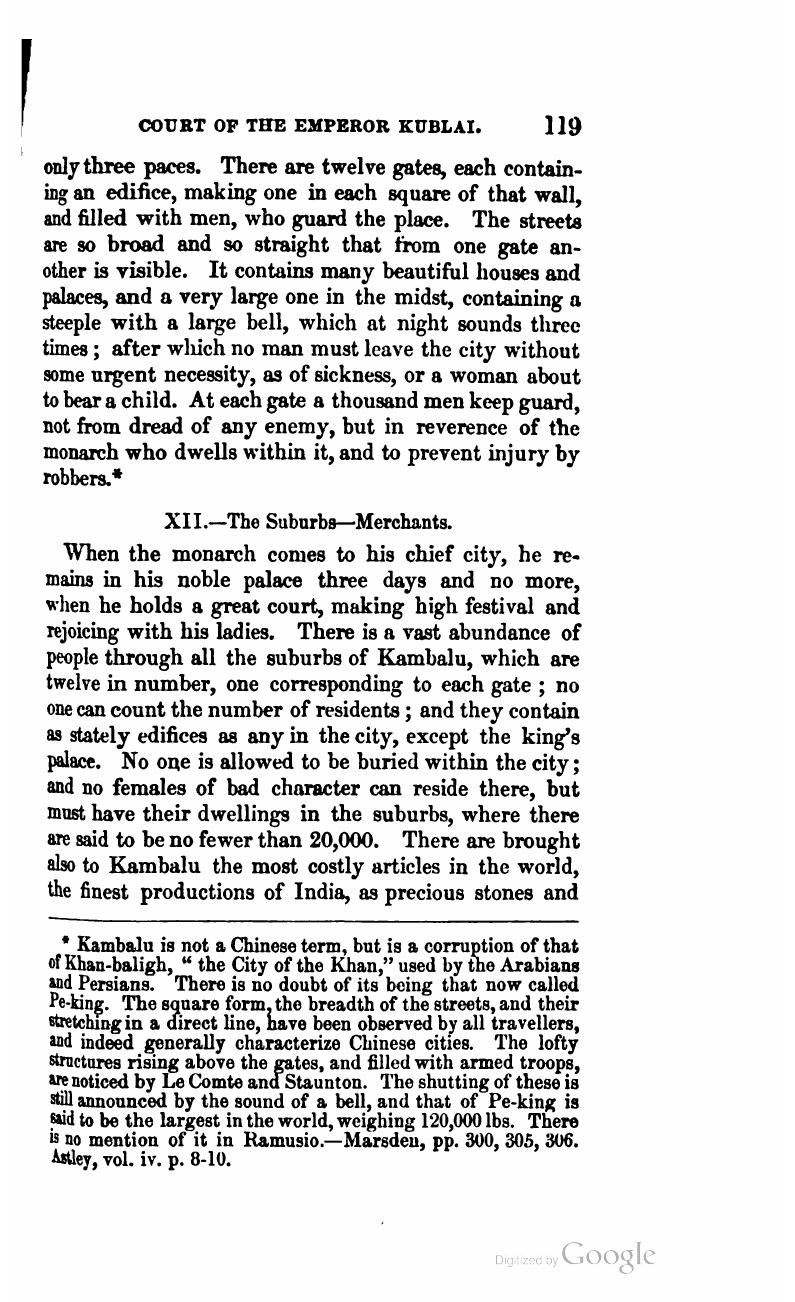 COURT OF THE EMPEROR KUBLAI. 119
only three paces. There are twelve gates, each contain-
ing an edifice, making one in each square of that wall,
and filled with men, who guard the place. The streets
are so broad and so straight that from one gate an-
other is visible. It contains many beautiful houses and
palaces, and a very large one in the midst, containing a
steeple with a large bell, which at night sounds three
times; after which no man must leave the city without
some urgent necessity, as of sickness, or a woman about
to bear a child. At each gate a thousand men keep guard,
not from dread of any enemy, but in reverence of the
monarch who dwells within it, and to prevent injury by
robbers.*
XII.—The Suburbs—Merchants.
When the monarch comes to his chief city, he re-
mains in his noble palace three days and no more,
when he holds a great court, making high festival and
rejoicing with his ladies. There is a vast abundance of
people through all the suburbs of Kambalu, which are
twelve in number, one corresponding to each gate; no
one can count the number of residents; and they contain
as stately edifices as any in the city, except the king's
palace. No one is allowed to be buried within the city;
and no females of bad character can reside there, but
must have their dwellings in the suburbs, where there
are said to be no fewer than 20,000. There are brought
also to Kambalu the most costly articles in the world,
the finest productions of India, as precious stones and
* Kambalu is not a Chinese term, but is a corruption of that
of Khan-baligh, "the City of the Khan," used by the Arabians
and Persians. There is no doubt of its being that now called
Pe-king. The square form, the breadth of the streets, and their
stretching in a direct line, have been observed by all travellers,
and indeed generally characterize Chinese cities. The lofty
structures rising above the gates, and filled with armed troops,
are noticed by Le Comte and Staunton. The shutting of these is
still announced by the sound of a bell, and that of Pe-king is
said to be the largest in the world, weighing 120,000 lbs. There
is no mention of it in Ramusio.—Marsden, pp. 300, 305, 306.
Astley, vol. iv. p. 8-10.
Digitized by Google